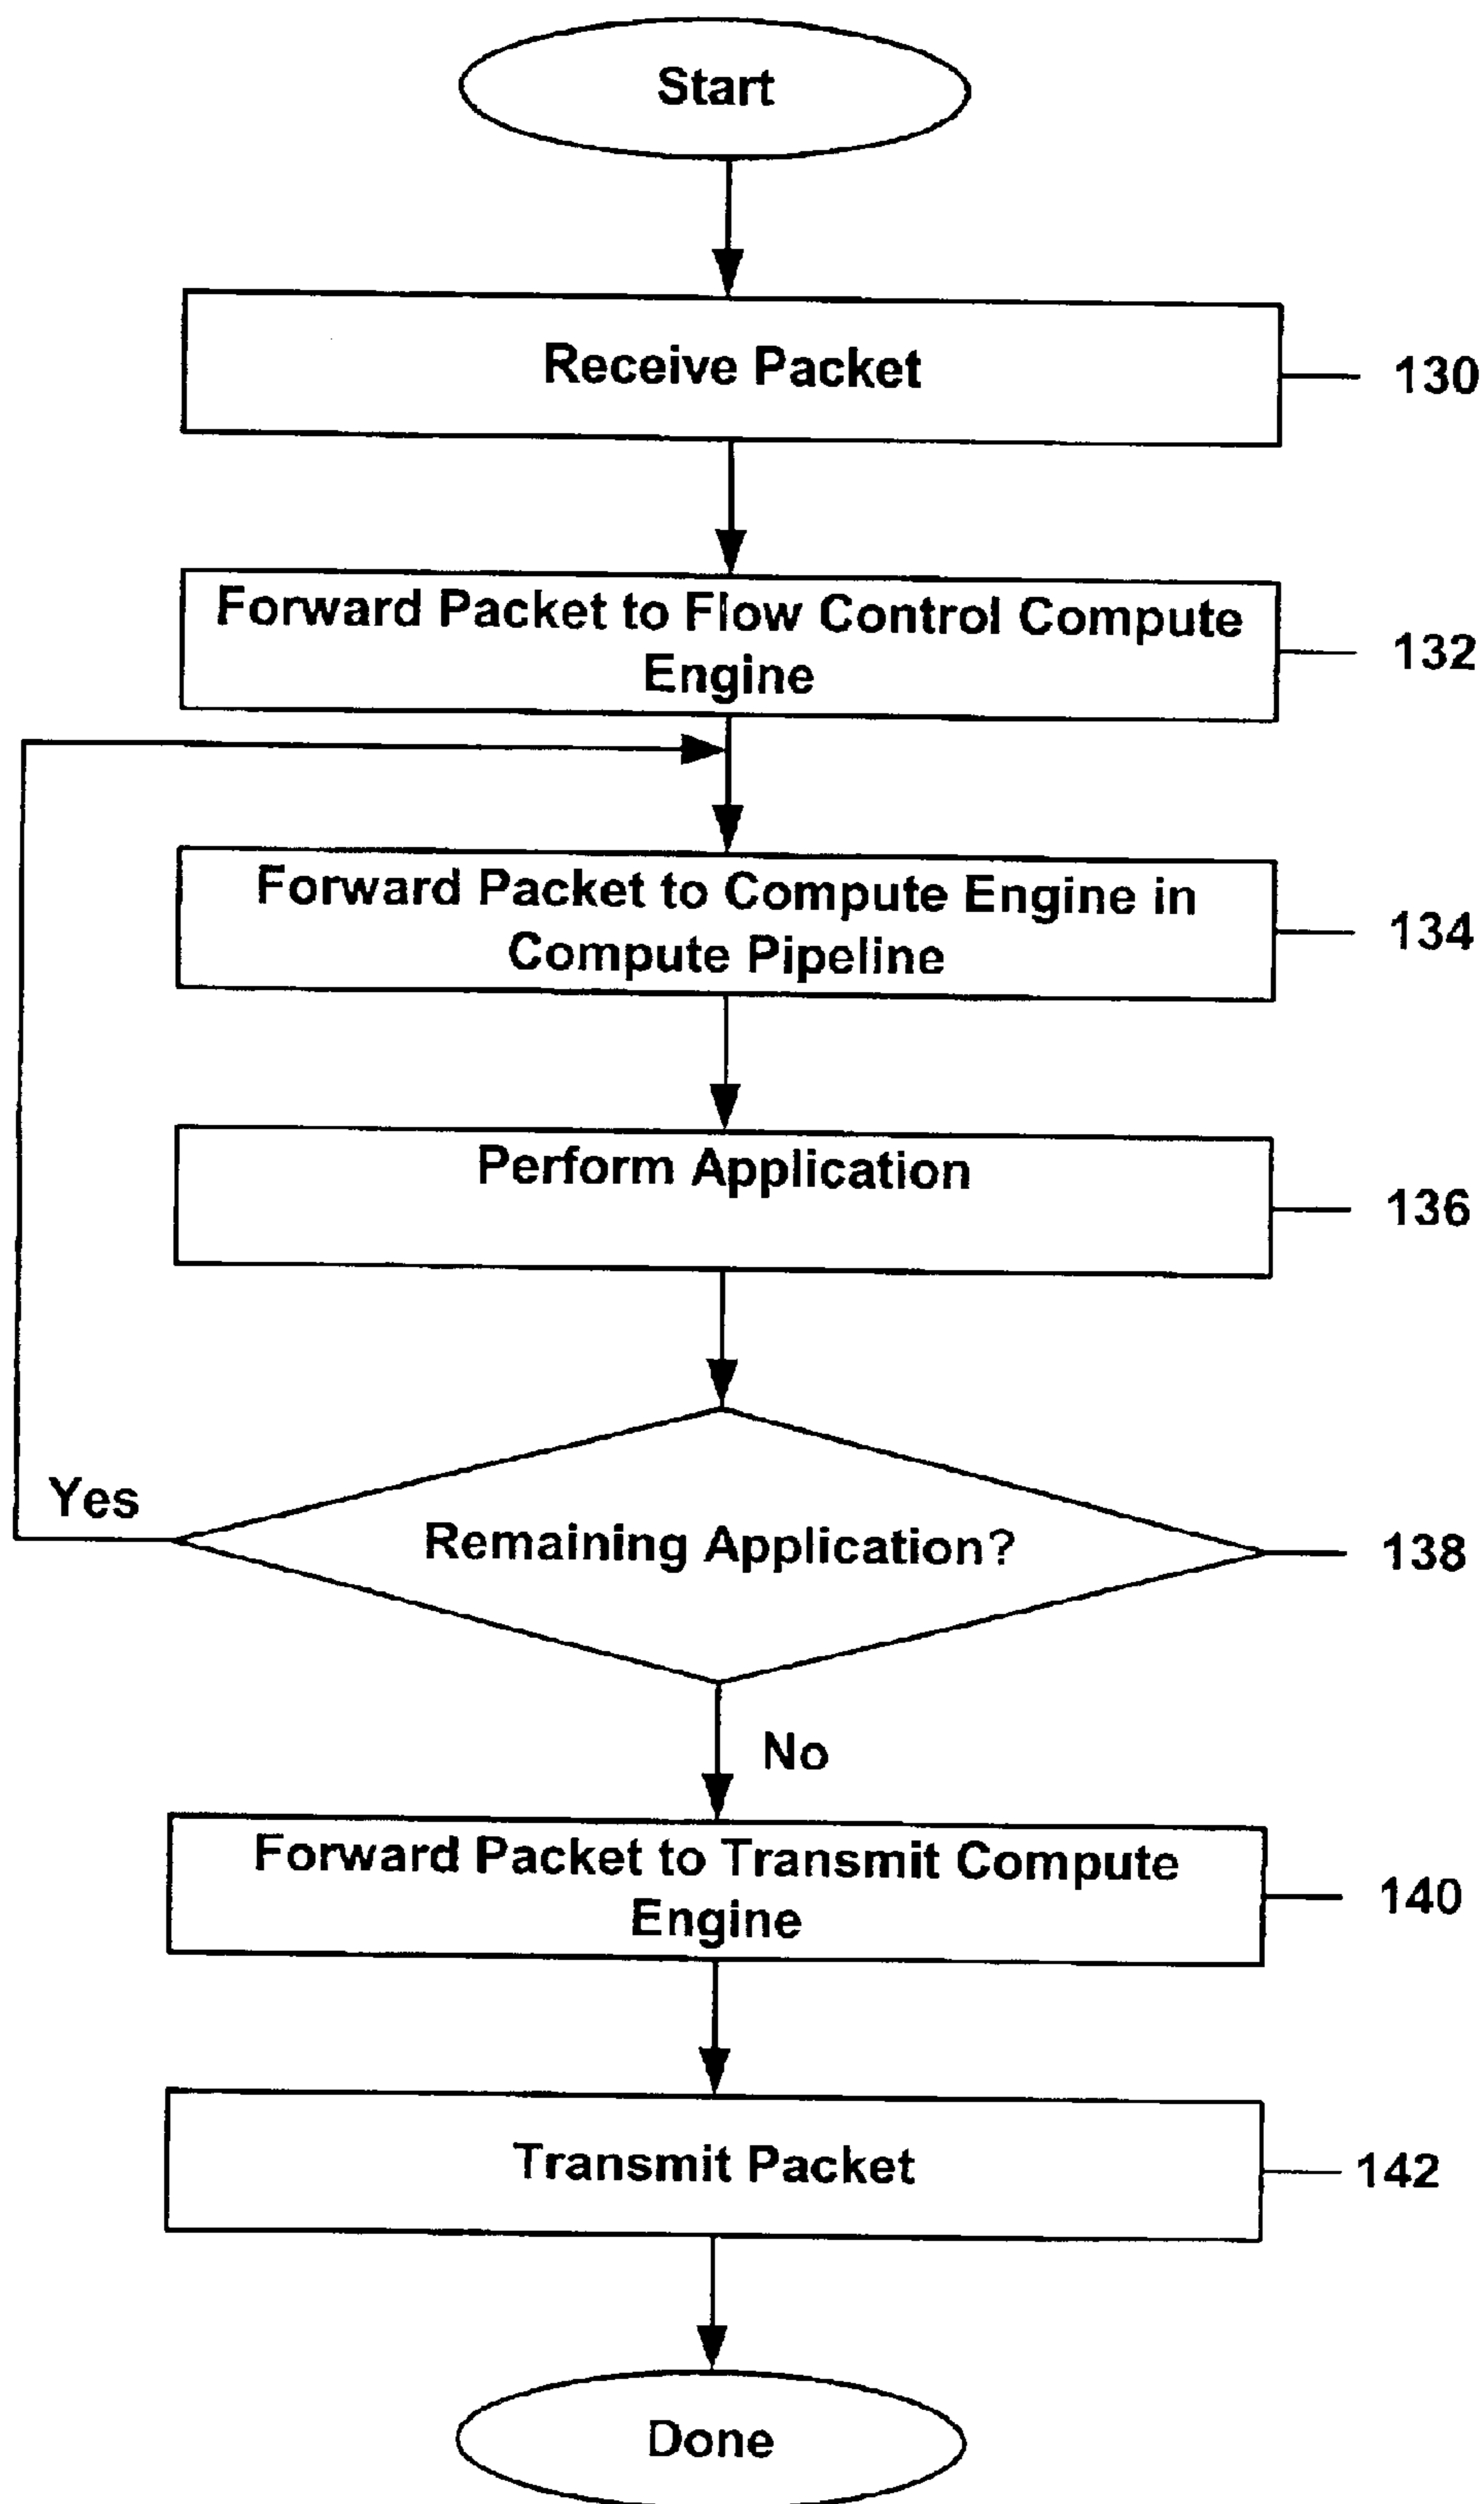 Start
Receive Packet
130
Forward Packet to Flow Control Compute
Engine
132
Forward Packet to Compute Engine in
Compute Pipeline
134
Perform Application
136
Yes
Remaining Application?
138
No
Forward Packet to Transmit Compute
Engine
140
Transmit Packet
142
Done